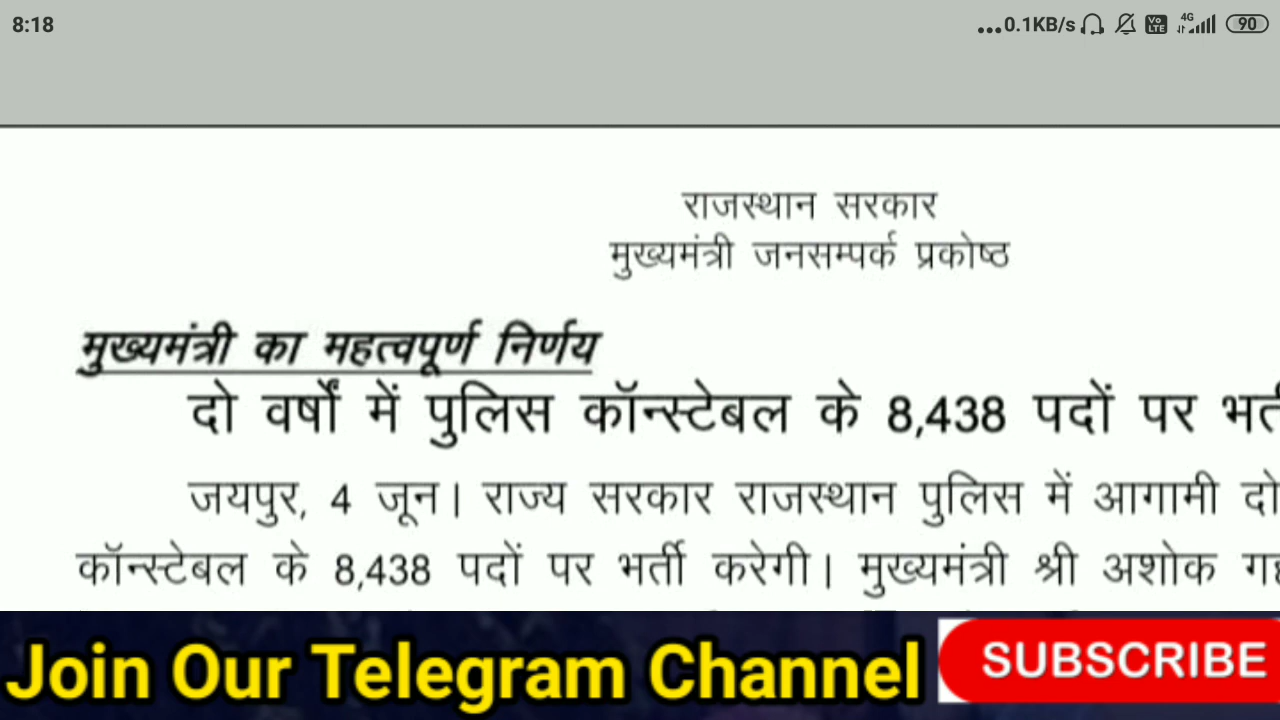 8:18
...0.1KB/s Vo LTE 4G 90
राजस्थान सरकार
मुख्यमंत्री जनसम्पर्क प्रकोष्ठ
मुख्यमंत्री का महत्वपूर्ण निर्णय
दो वर्षों में पुलिस कॉन्स्टेबल के 8,438 पदों पर
जयपुर, 4 जून। राज्य सरकार राजस्थान पुलिस में आगामी दो
कॉन्स्टेबल के 8,438 पदों पर भर्ती करेगी। मुख्यमंत्री श्री अशोक
Join Our Telegram Channel
SUBSCRIBE